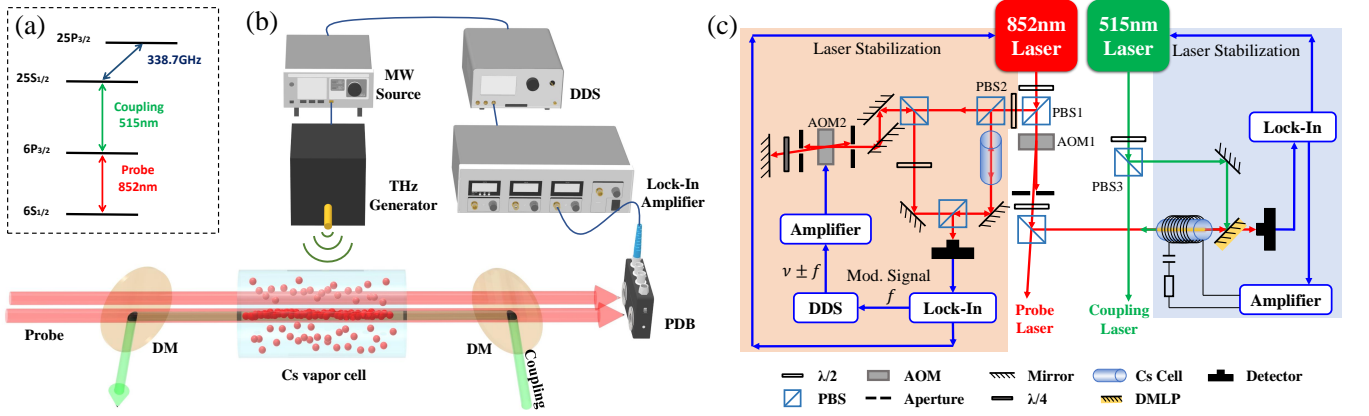 (a)
25P3/2
338.7GHz
25S1/2
Coupling
515nm
6P3/2
Probe
852nm
6S1/2
(b)
MW
Source
DDS
THz
Generator
Lock-In
Amplifier
Probe
DM
Cs vapor cell
DM
Coupling
PDB
(c)
852nm
Laser
515nm
Laser
Laser Stabilization
Laser Stabilization
PBS2
PBS1
AOM2
AOM1
Lock-In
PBS3
Amplifier
ν ± f
Mod. Signal
f
DDS
Lock-In
Probe
Laser
Coupling
Laser
Amplifier
λ/2
AOM
Mirror
Cs Cell
Detector
PBS
Aperture
λ/4
DMLP